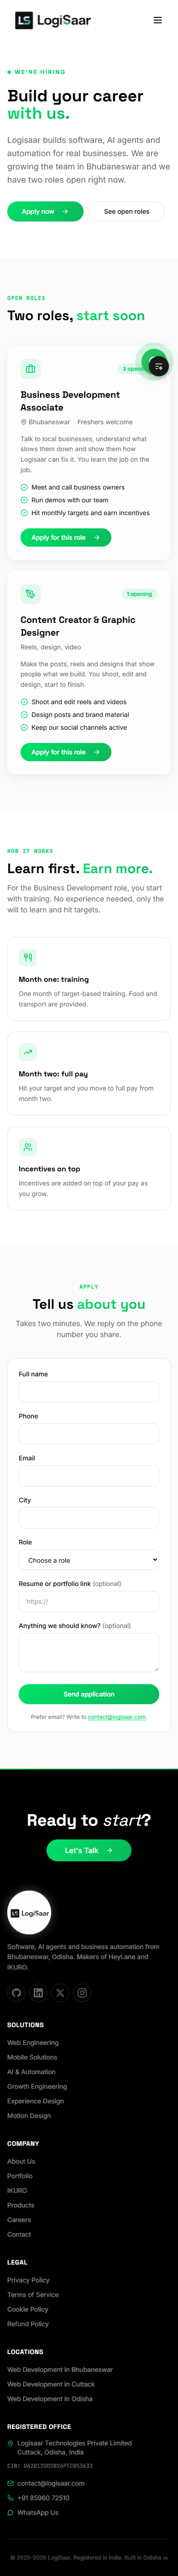 LS LogiSaar
WE'RE HIRING
Build your career
with us.
Logisaar builds software, AI agents and
automation for real businesses. We are
growing the team in Bhubaneswar and we
have two roles open right now.
Apply now →
See open roles
OPEN ROLES
Two roles, start soon
Business Development
Associate
Bhubaneswar Freshers welcome
Talk to local businesses, understand what
slows them down and show them how
Logisaar can fix it. You learn the job on the
job.
Meet and call business owners
Run demos with our team
Hit monthly targets and earn incentives
Apply for this role →
1 opening
Content Creator & Graphic
Designer
Reels, design, video
Make the posts, reels and designs that show
people what we build. You shoot, edit and
design, start to finish.
Shoot and edit reels and videos
Design posts and brand material
Keep our social channels active
Apply for this role →
HOW IT WORKS
Learn first. Earn more.
For the Business Development role, you start
with training. No experience needed, only the
will to learn and hit targets.
Month one: training
One month of target-based training. Food and
transport are provided.
Month two: full pay
Hit your target and you move to full pay from
month two.
Incentives on top
Incentives are added on top of your pay as
you grow.
APPLY
Tell us about you
Takes two minutes. We reply on the phone
number you share.
Full name
Phone
Email
City
Role
Choose a role
Resume or portfolio link (optional)
https://
Anything we should know? (optional)
Send application
Prefer email? Write to contact@logisaar.com.
Ready to start?
Let's Talk →
LS LogiSaar
Software, AI agents and business automation from
Bhubaneswar, Odisha. Makers of HeyLane and
IKURO.
SOLUTIONS
Web Engineering
Mobile Solutions
AI & Automation
Growth Engineering
Experience Design
Motion Design
COMPANY
About Us
Portfolio
IKURO
Products
Careers
Contact
LEGAL
Privacy Policy
Terms of Service
Cookie Policy
Refund Policy
LOCATIONS
Web Development in Bhubaneswar
Web Development in Cuttack
Web Development in Odisha
REGISTERED OFFICE
Logisaar Technologies Private Limited
Cuttack, Odisha, India
contact@logisaar.com
+91 85960 72510
WhatsApp Us
© 2025–2026 LogiSaar. Registered in India. Built in Odisha